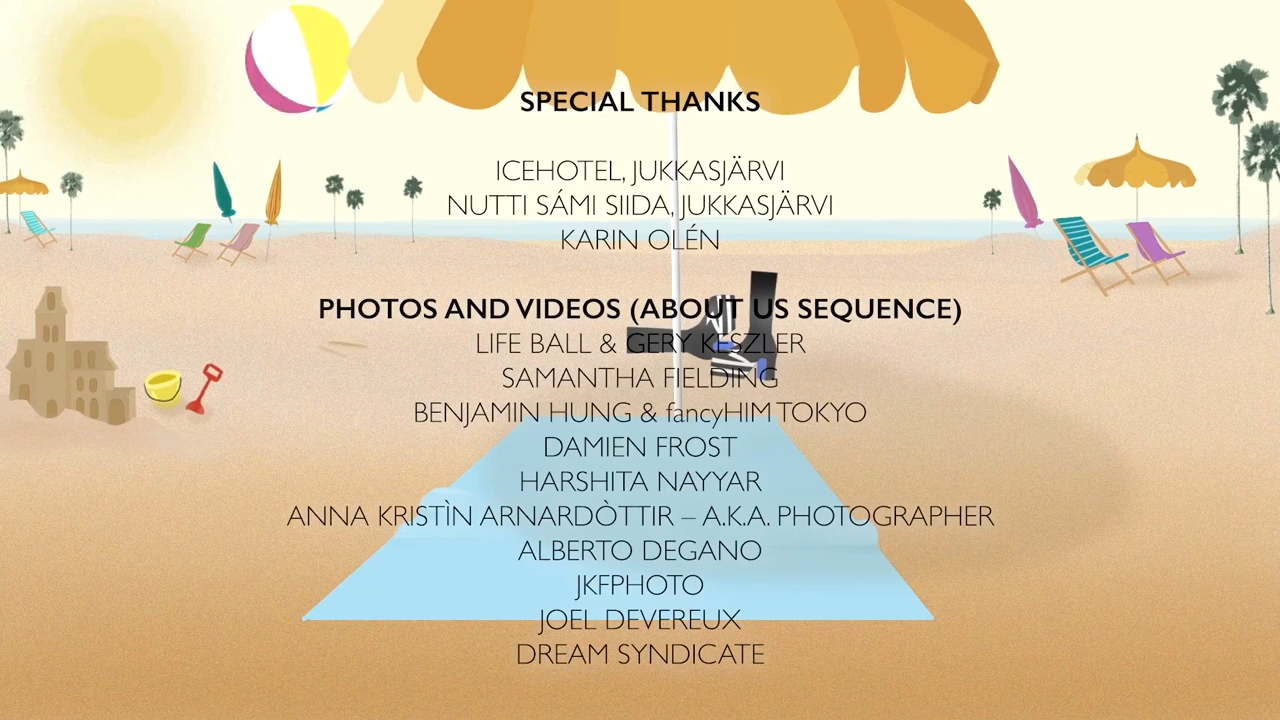 SPECIAL THANKS
ICEHOTEL, JUKKASJÄRVI
NUTTI SÁMI SIIDA, JUKKASJÄRVI
KARIN OLÉN
PHOTOS AND VIDEOS (ABOUT US SEQUENCE)
LIFE BALL & GERY KESZLER
SAMANTHA FIELDING
BENJAMIN HUNG & fancyHIM TOKYO
DAMIEN FROST
HARSHITA NAYYAR
ANNA KRISTÌN ARNARDÒTTIR – A.K.A. PHOTOGRAPHER
ALBERTO DEGANO
JKFPHOTO
JOEL DEVEREUX
DREAM SYNDICATE